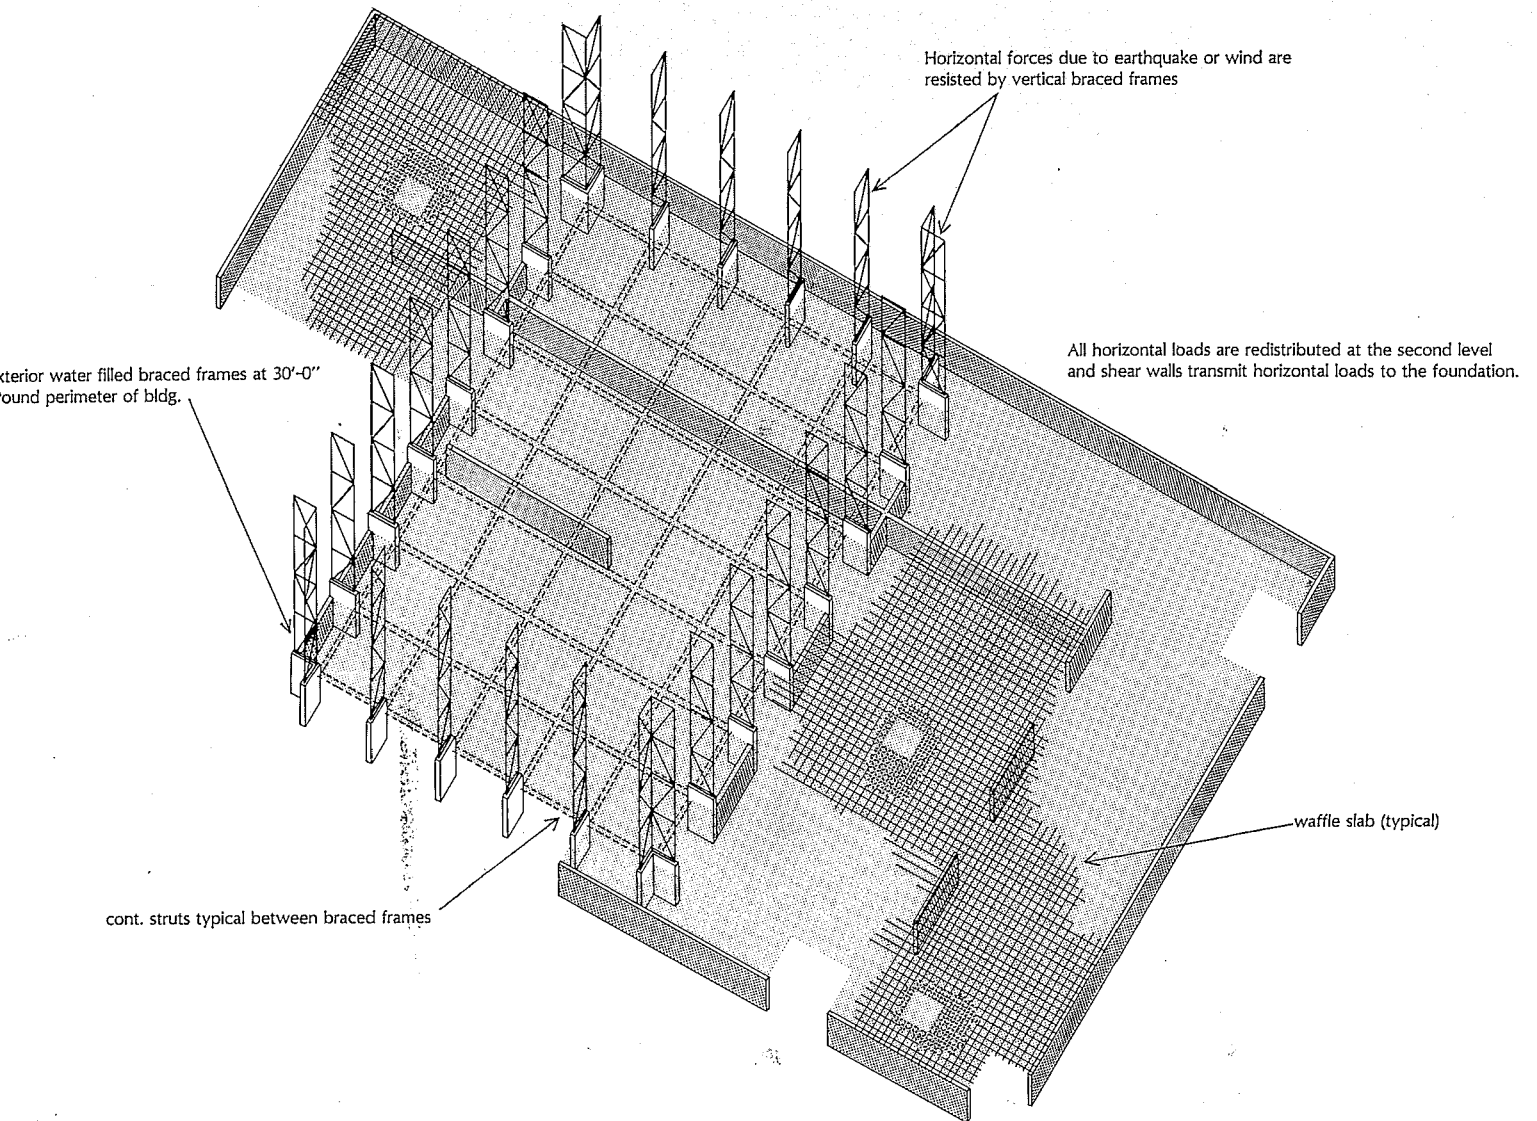 Horizontal forces due to earthquake or wind are
resisted by vertical braced frames
All horizontal loads are redistributed at the second level
and shear walls transmit horizontal loads to the foundation.
xterior water filled braced frames at 30'-0"
ound perimeter of bldg.
waffle slab (typical)
cont. struts typical between braced frames